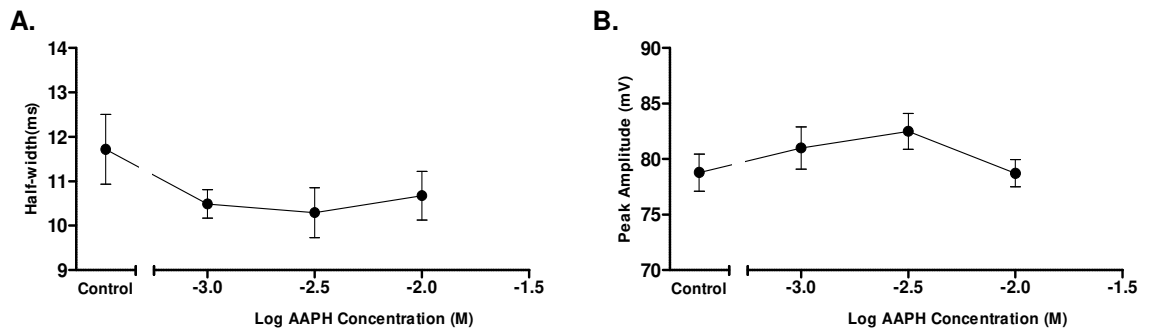 A.
14
13
12
11
10
9
Half-width(ms)
Control
-3.0
-2.5
-2.0
-1.5
Log AAPH Concentration (M)
B.
90
85
80
75
70
Peak Amplitude (mV)
Control
-3.0
-2.5
-2.0
-1.5
Log AAPH Concentration (M)